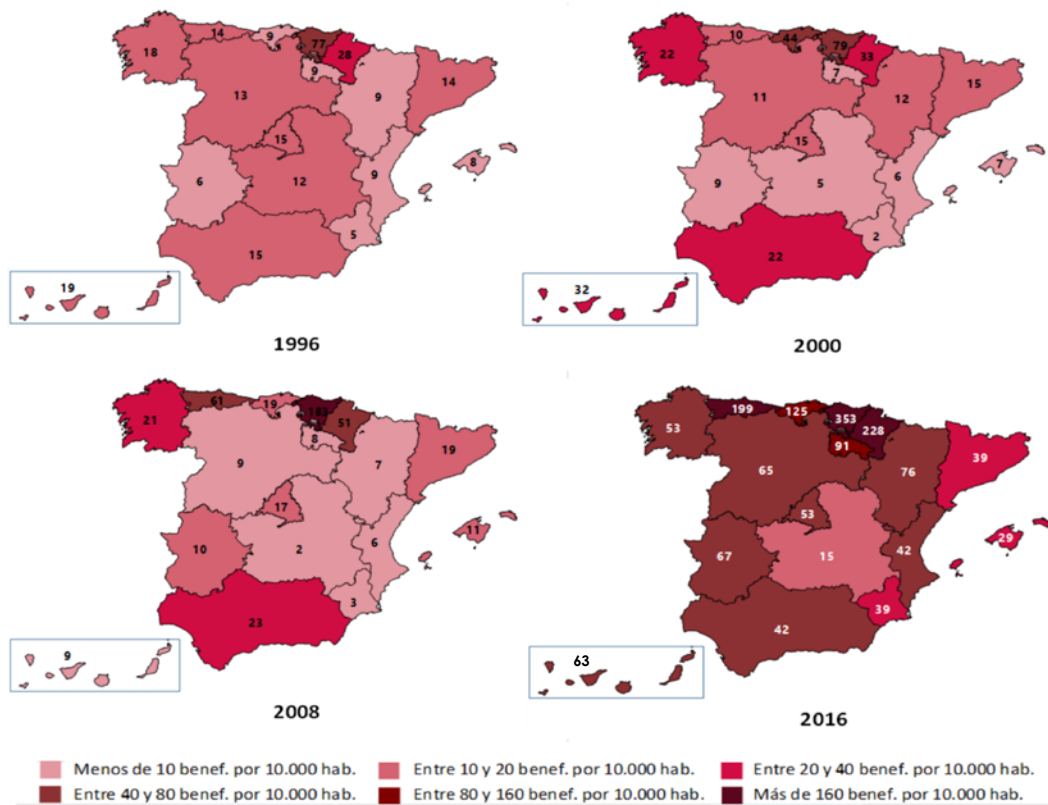 14 9 77
18 28
9
13 9 14
15
8
6 12 9
5
15
19
1996
10 44 79
22 33
7
11 12 15
15
7
9 5 6
2
22
32
2000
61 19 183
21 51
8
9 7 19
17
11
10 2 6
3
23
9
2008
199 125 353
53 228
91
65 76 39
53
29
67 15 42
39
42
63
2016
Menos de 10 benef. por 10.000 hab. Entre 10 y 20 benef. por 10.000 hab. Entre 20 y 40 benef. por 10.000 hab.
Entre 40 y 80 benef. por 10.000 hab. Entre 80 y 160 benef. por 10.000 hab. Más de 160 benef. por 10.000 hab.